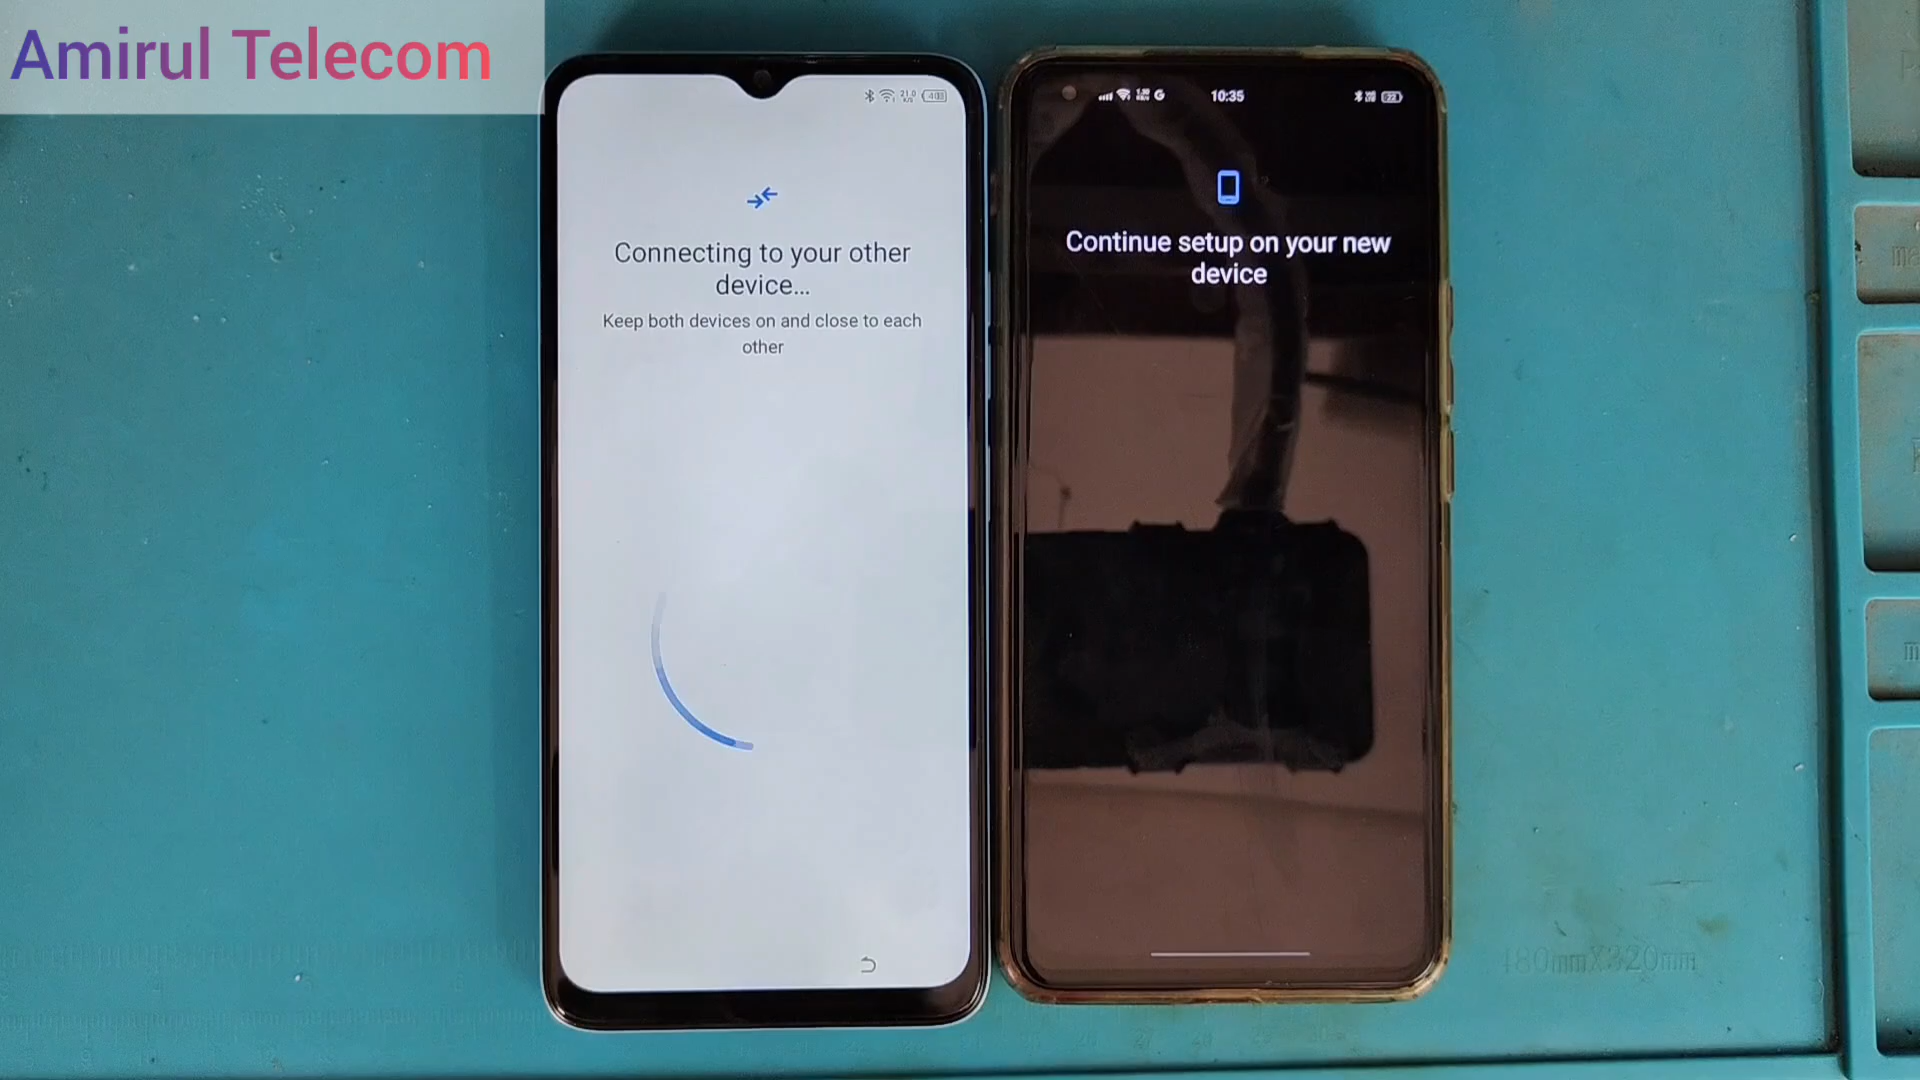 Amirul Telecom
Connecting to your other
device…
Keep both devices on and close to each
other
10:35
Continue setup on your new
device
480mmX320mm